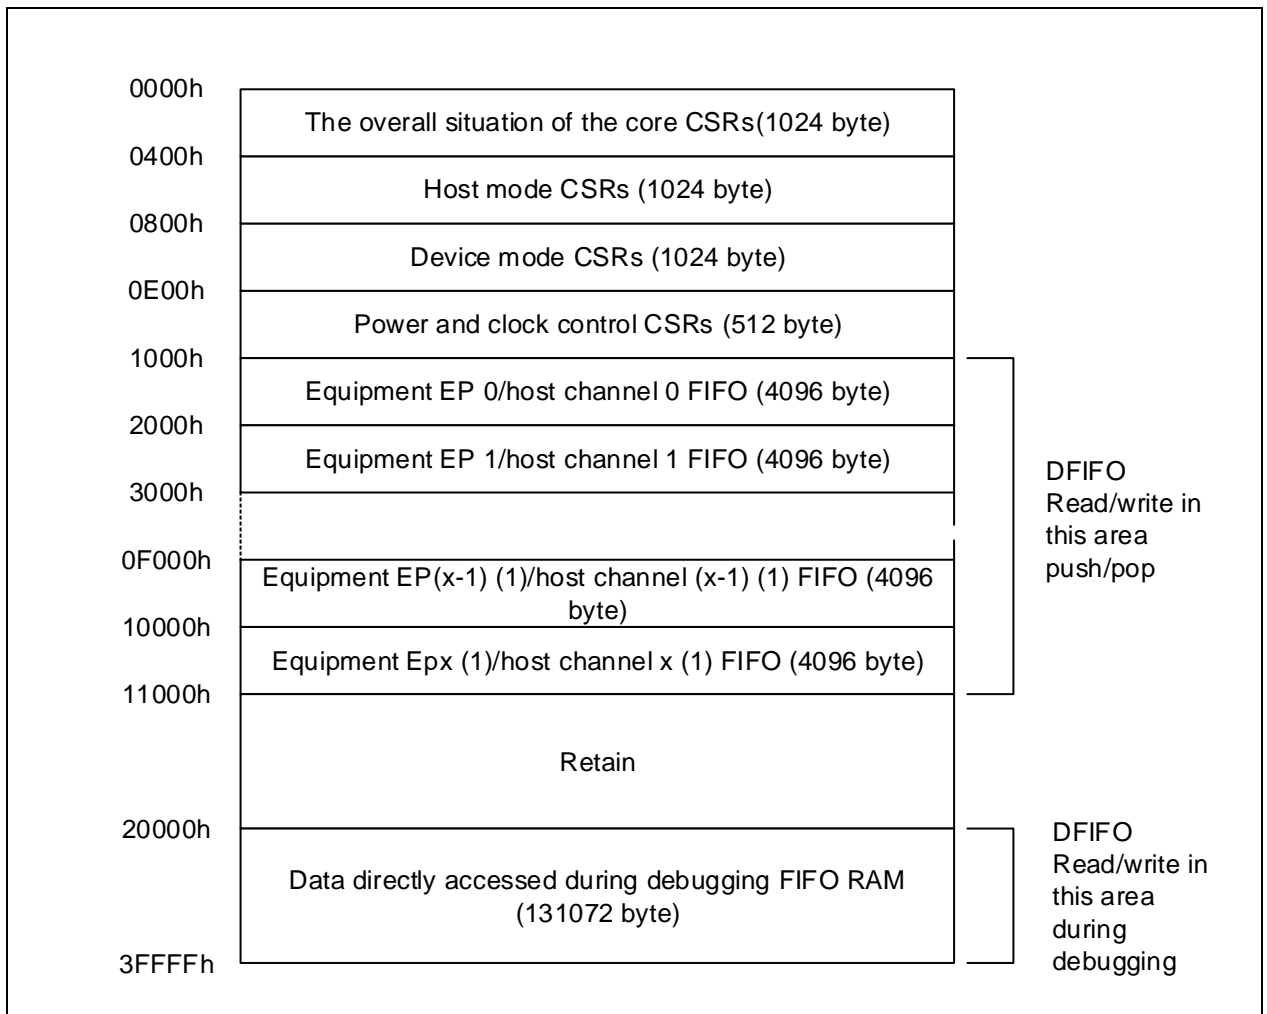 0000h
The overall situation of the core CSRs(1024 byte)
0400h
Host mode CSRs (1024 byte)
0800h
Device mode CSRs (1024 byte)
0E00h
Power and clock control CSRs (512 byte)
1000h
Equipment EP 0/host channel 0 FIFO (4096 byte)
2000h
Equipment EP 1/host channel 1 FIFO (4096 byte)
3000h
DFIFO
Read/write in
this area
push/pop
0F000h
Equipment EP(x-1) (1)/host channel (x-1) (1) FIFO (4096
byte)
10000h
Equipment Epx (1)/host channel x (1) FIFO (4096 byte)
11000h
Retain
20000h
Data directly accessed during debugging FIFO RAM
(131072 byte)
DFIFO
Read/write in
this area
during
debugging
3FFFFh